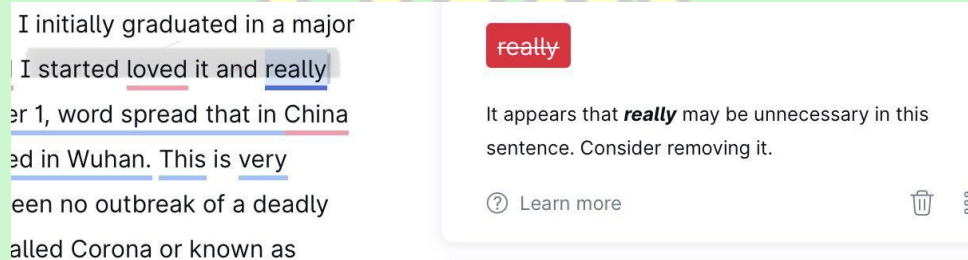 I initially graduated in a major
I started loved it and really
er 1, word spread that in China
ed in Wuhan. This is very
een no outbreak of a deadly
alled Corona or known as
really
It appears that really may be unnecessary in this
sentence. Consider removing it.
Learn more